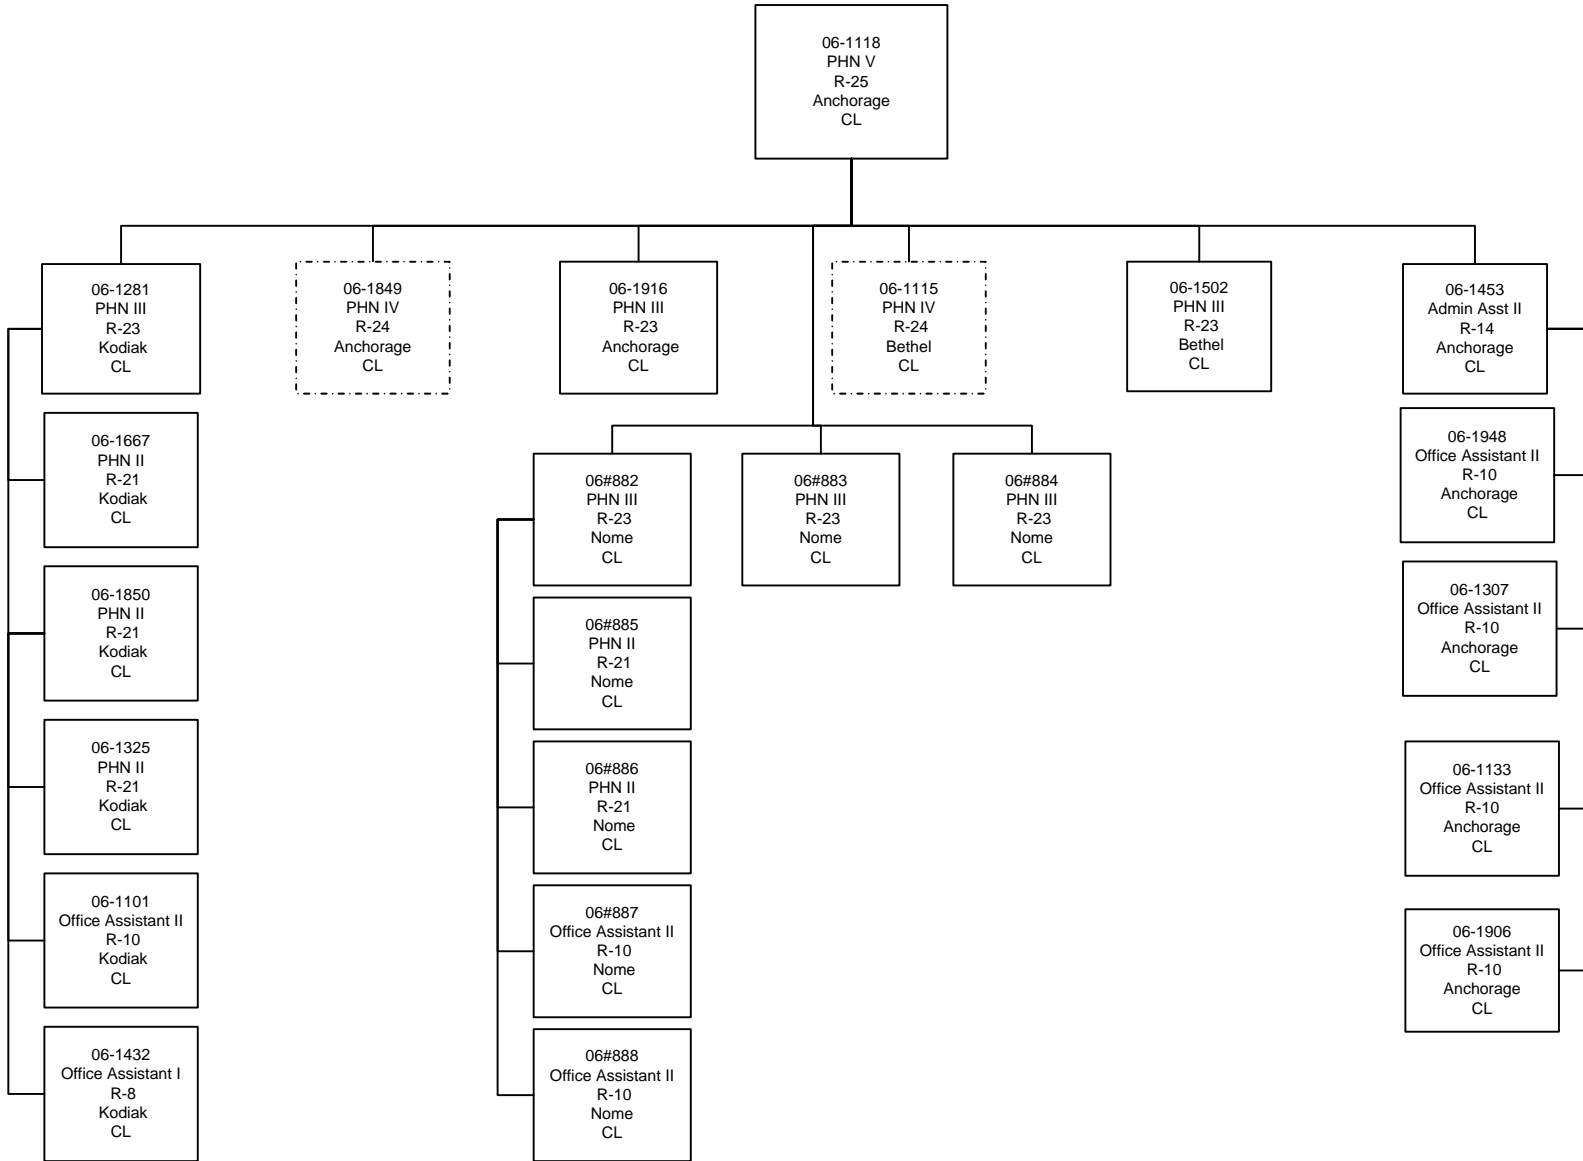 06-1118
PHN V
R-25
Anchorage
CL
06-1281
PHN III
R-23
Kodiak
CL
06-1849
PHN IV
R-24
Anchorage
CL
06-1916
PHN III
R-23
Anchorage
CL
06-1115
PHN IV
R-24
Bethel
CL
06-1502
PHN III
R-23
Bethel
CL
06-1453
Admin Asst II
R-14
Anchorage
CL
06-1667
PHN II
R-21
Kodiak
CL
06-1850
PHN II
R-21
Kodiak
CL
06-1325
PHN II
R-21
Kodiak
CL
06-1101
Office Assistant II
R-10
Kodiak
CL
06-1432
Office Assistant I
R-8
Kodiak
CL
06#882
PHN III
R-23
Nome
CL
06#883
PHN III
R-23
Nome
CL
06#884
PHN III
R-23
Nome
CL
06#885
PHN II
R-21
Nome
CL
06#886
PHN II
R-21
Nome
CL
06#887
Office Assistant II
R-10
Nome
CL
06#888
Office Assistant II
R-10
Nome
CL
06-1948
Office Assistant II
R-10
Anchorage
CL
06-1307
Office Assistant II
R-10
Anchorage
CL
06-1133
Office Assistant II
R-10
Anchorage
CL
06-1906
Office Assistant II
R-10
Anchorage
CL